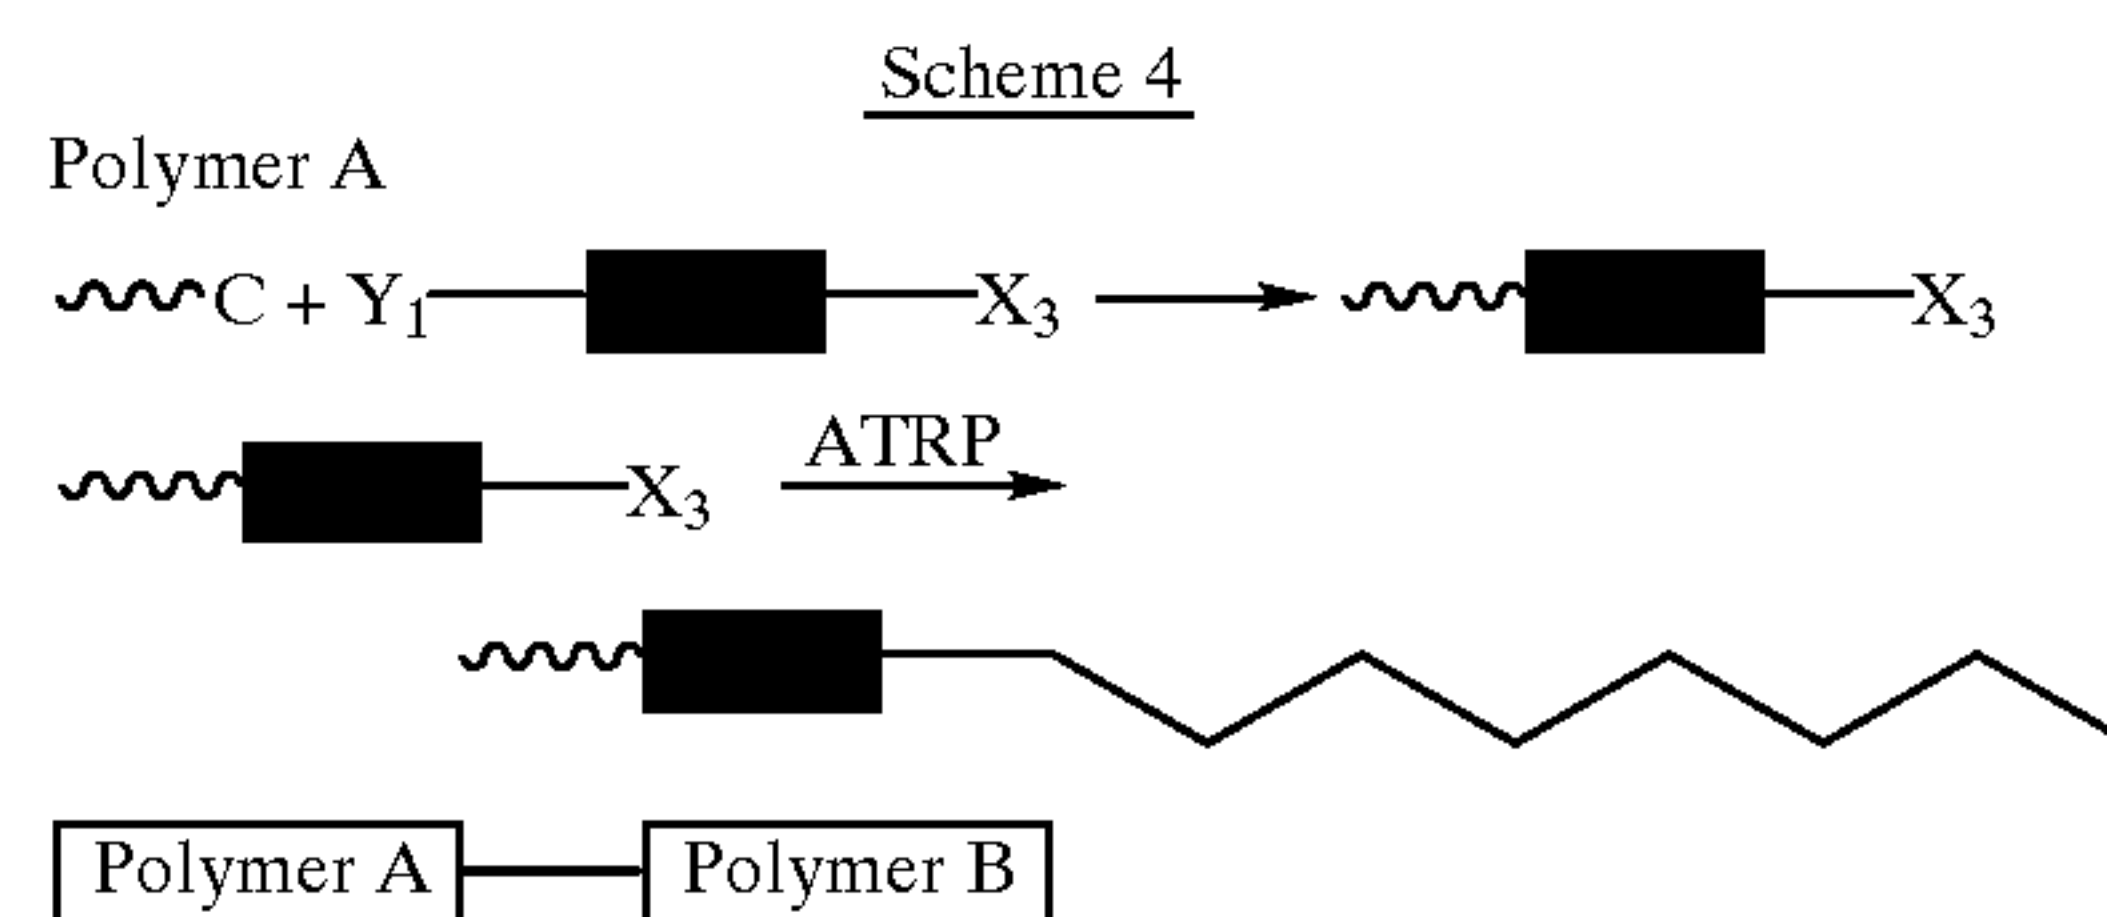 Scheme 4
Polymer A
C + Y₁ X₃ X₃
X₃ ATRP
Polymer A Polymer B